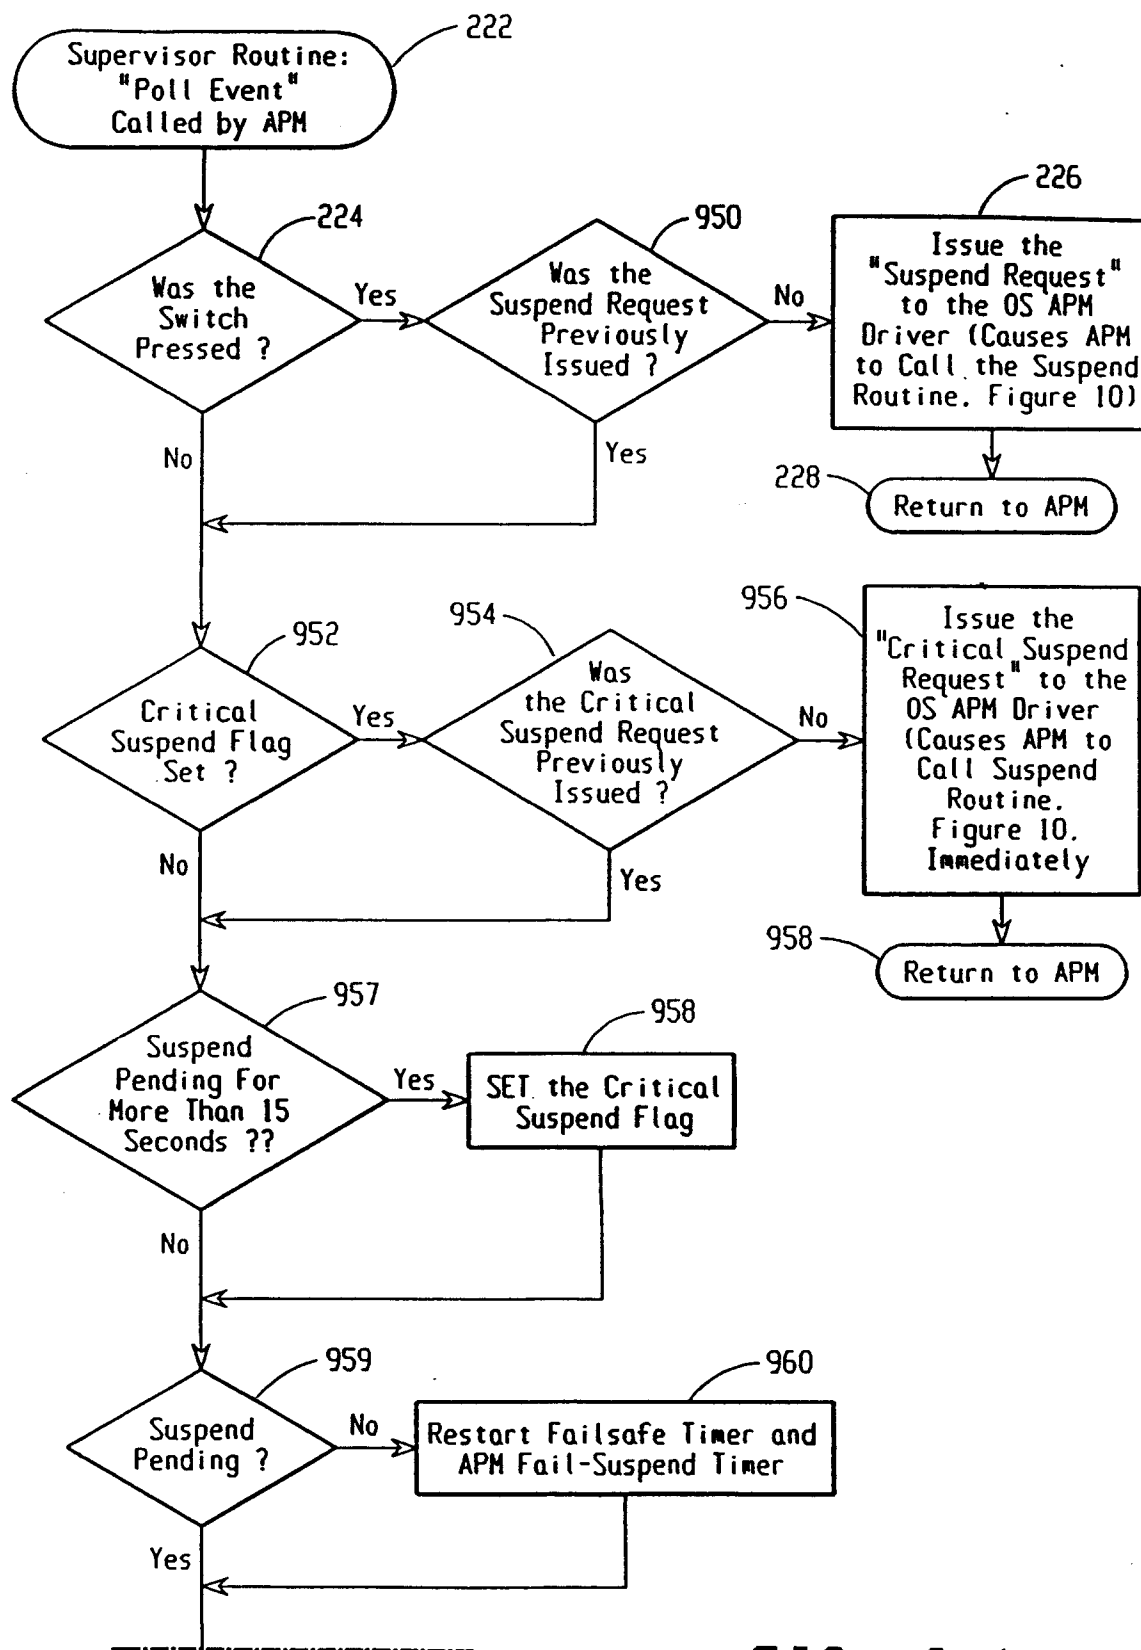 222
Supervisor Routine:
"Poll Event"
Called by APM
224
Was the
Switch
Pressed ?
Yes
No
950
Was the
Suspend Request
Previously
Issued ?
No
Yes
226
Issue the
"Suspend Request"
to the OS APM
Driver (Causes APM
to Call the Suspend
Routine. Figure 10)
228
Return to APM
952
Critical
Suspend Flag
Set ?
Yes
No
954
Was
the Critical
Suspend Request
Previously
Issued ?
No
Yes
956
Issue the
"Critical Suspend
Request" to the
OS APM Driver
(Causes APM to
Call Suspend
Routine.
Figure 10.
Immediately
958
Return to APM
957
Suspend
Pending For
More Than 15
Seconds ??
Yes
No
958
SET the Critical
Suspend Flag
959
Suspend
Pending ?
No
Yes
960
Restart Failsafe Timer and
APM Fail-Suspend Timer